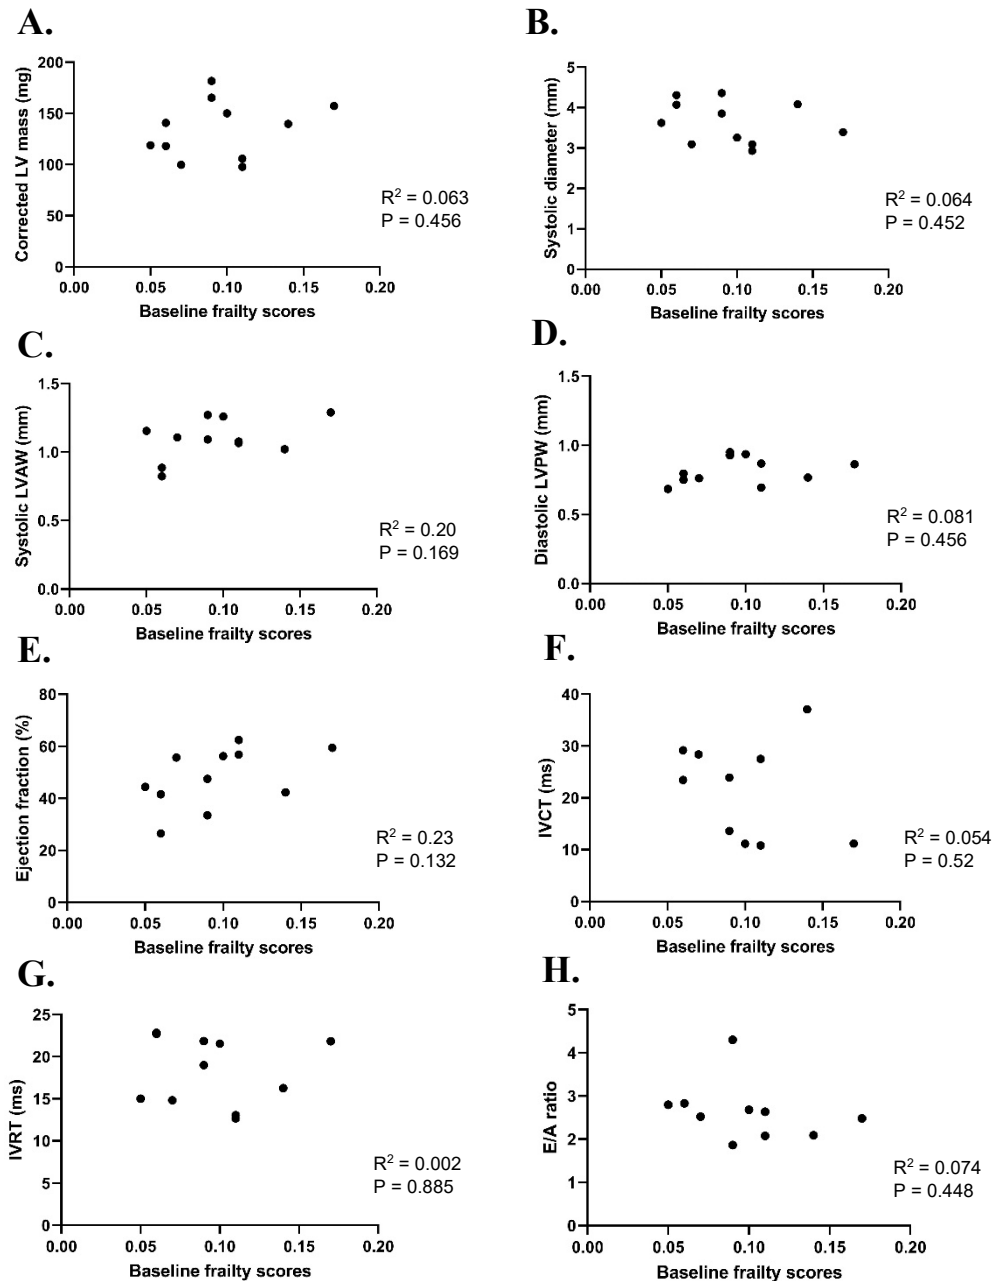 A.
200
150
100
50
0
0.00 0.05 0.10 0.15 0.20
Corrected LV mass (mg)
Baseline frailty scores
R² = 0.063
P = 0.456
B.
5
4
3
2
1
0
0.00 0.05 0.10 0.15 0.20
Systolic diameter (mm)
Baseline frailty scores
R² = 0.064
P = 0.452
C.
1.5
1.0
0.5
0.0
0.00 0.05 0.10 0.15 0.20
Systolic LVAW (mm)
Baseline frailty scores
R² = 0.20
P = 0.169
D.
1.5
1.0
0.5
0.0
0.00 0.05 0.10 0.15 0.20
Diastolic LVPW (mm)
Baseline frailty scores
R² = 0.081
P = 0.456
E.
80
60
40
20
0
0.00 0.05 0.10 0.15 0.20
Ejection fraction (%)
Baseline frailty scores
R² = 0.23
P = 0.132
F.
40
30
20
10
0
0.00 0.05 0.10 0.15 0.20
IVCT (ms)
Baseline frailty scores
R² = 0.054
P = 0.52
G.
25
20
15
10
5
0
0.00 0.05 0.10 0.15 0.20
IVRT (ms)
Baseline frailty scores
R² = 0.002
P = 0.885
H.
5
4
3
2
1
0
0.00 0.05 0.10 0.15 0.20
E/A ratio
Baseline frailty scores
R² = 0.074
P = 0.448